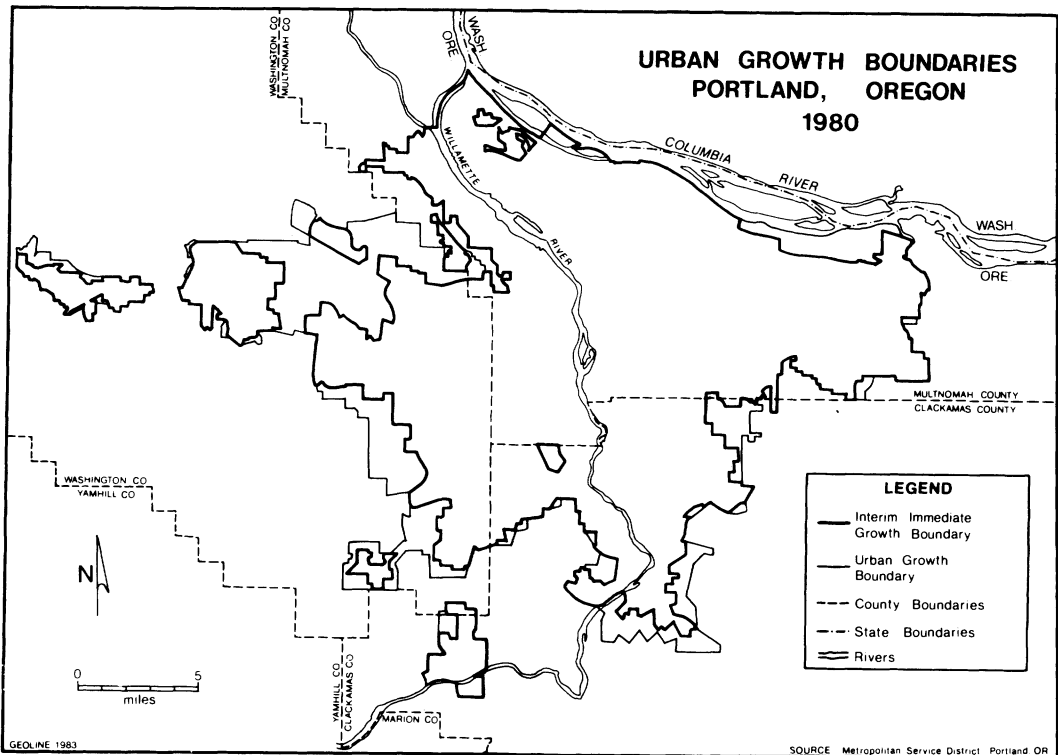 URBAN GROWTH BOUNDARIES
PORTLAND, OREGON
1980
WASHINGTON CO
MULTNOMAH CO
WASH
ORE
WILLAMETTE
RIVER
COLUMBIA
RIVER
WASH
ORE
MULTNOMAH COUNTY
CLACKAMAS COUNTY
WASHINGTON CO
YAMHILL CO
N
0 5
miles
YAMHILL CO
CLACKAMAS CO
MARION CO
LEGEND
Interim Immediate
Growth Boundary
Urban Growth
Boundary
County Boundaries
State Boundaries
Rivers
GEOLINE 1983
SOURCE Metropolitan Service District Portland OR